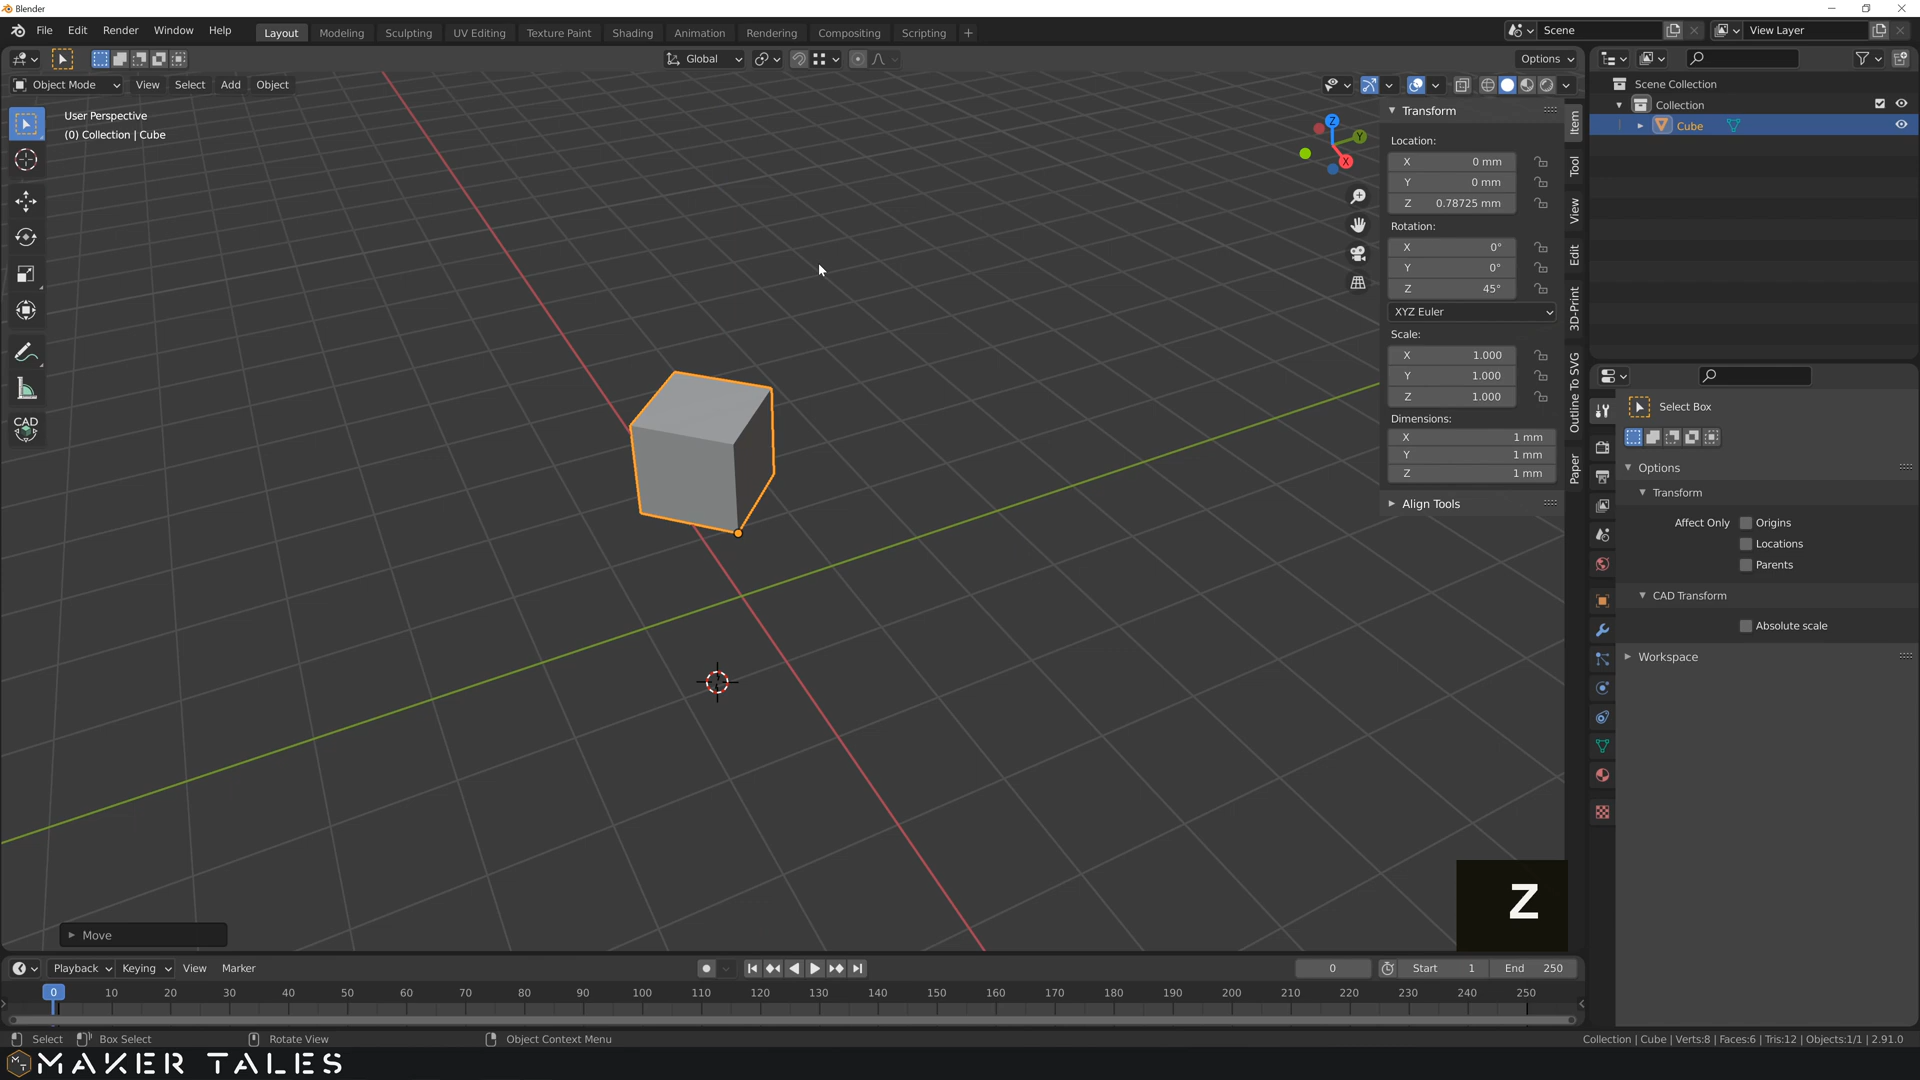 Blender
File Edit Render Window Help Layout Modeling Sculpting UV Editing Texture Paint Shading Animation Rendering Compositing Scripting + Scene View Layer
Global Options
Object Mode View Select Add Object
User Perspective
(0) Collection | Cube
Z
Y
X
Transform
Location:
X 0 mm
Y 0 mm
Z 0.78725 mm
Rotation:
X 0°
Y 0°
Z 45°
XYZ Euler
Scale:
X 1.000
Y 1.000
Z 1.000
Dimensions:
X 1 mm
Y 1 mm
Z 1 mm
Align Tools
Item
Tool
View
Edit
3D-Print
Outline To SVG
Paper
Scene Collection
Collection
Cube
Select Box
Options
Transform
Affect Only Origins
Locations
Parents
CAD Transform
Absolute scale
Workspace
CAD
Z
Move
Playback Keying View Marker 0 Start 1 End 250
0 10 20 30 40 50 60 70 80 90 100 110 120 130 140 150 160 170 180 190 200 210 220 230 240 250
Select Box Select Rotate View Object Context Menu Collection | Cube | Verts:8 | Faces:6 | Tris:12 | Objects:1/1 | 2.91.0
MAKER TALES